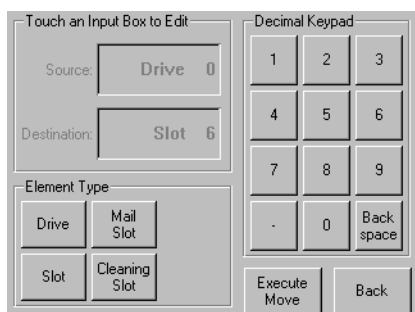 Touch an Input Box to Edit
Source: Drive 0
Destination: Slot 6
Element Type
Drive
Mail
Slot
Slot
Cleaning
Slot
Decimal Keypad
1 2 3
4 5 6
7 8 9
. 0 Back
space
Execute
Move
Back